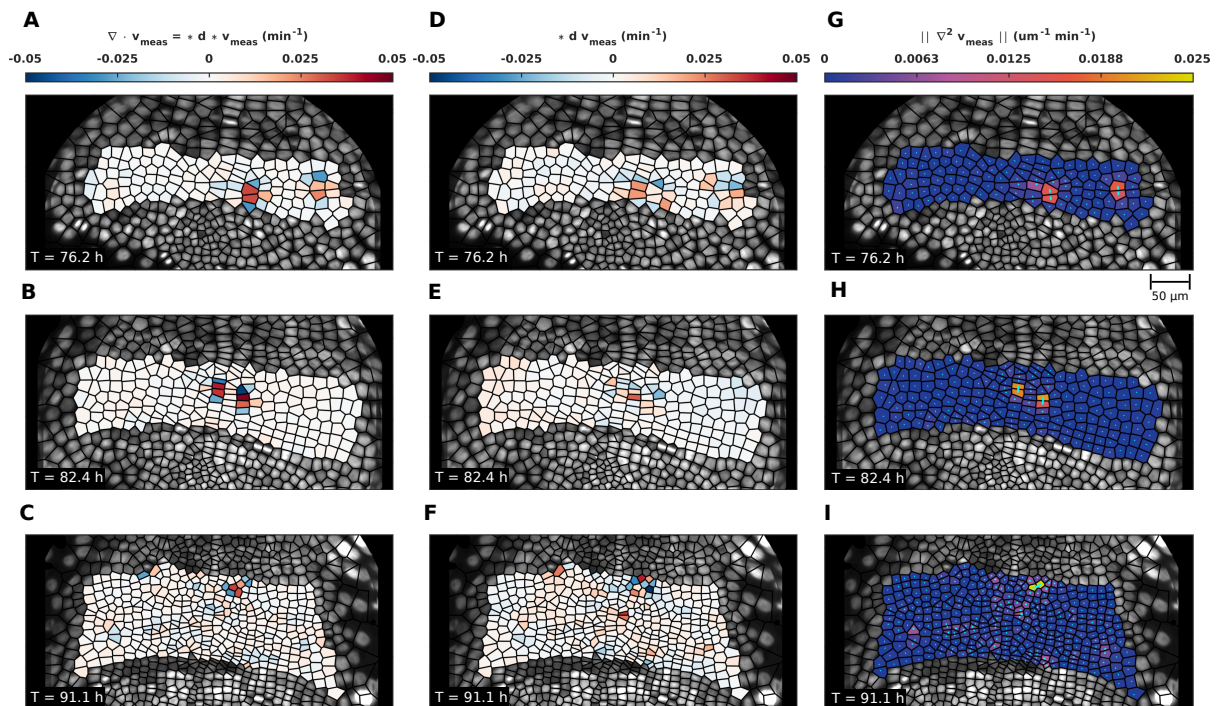 A
D
G
∇ · v_meas = ∗ d ∗ v_meas (min⁻¹)
∗ d v_meas (min⁻¹)
|| ∇² v_meas || (um⁻¹ min⁻¹)
-0.05 -0.025 0 0.025 0.05
-0.05 -0.025 0 0.025 0.05
0 0.0063 0.0125 0.0188 0.025
T = 76.2 h
T = 76.2 h
T = 76.2 h
50 µm
B
E
H
T = 82.4 h
T = 82.4 h
T = 82.4 h
C
F
I
T = 91.1 h
T = 91.1 h
T = 91.1 h